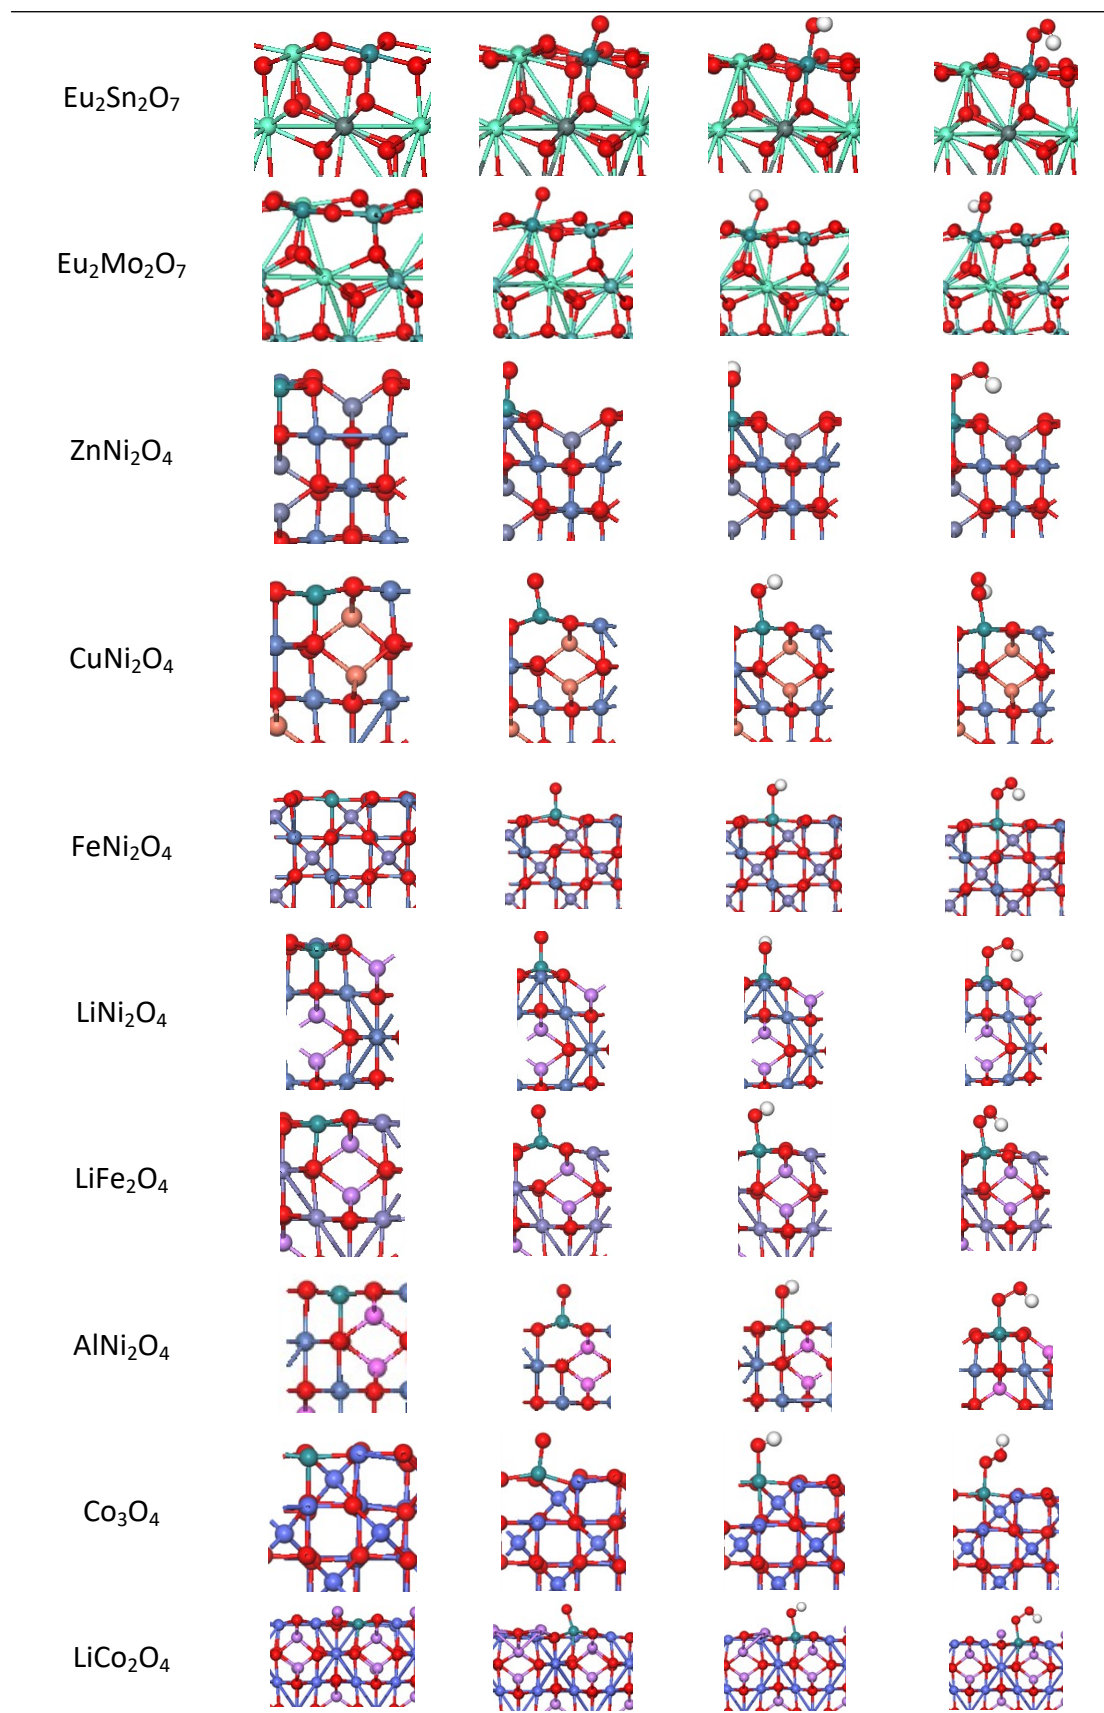 Eu₂Sn₂O₇
Eu₂Mo₂O₇
ZnNi₂O₄
CuNi₂O₄
FeNi₂O₄
LiNi₂O₄
LiFe₂O₄
AlNi₂O₄
Co₃O₄
LiCo₂O₄